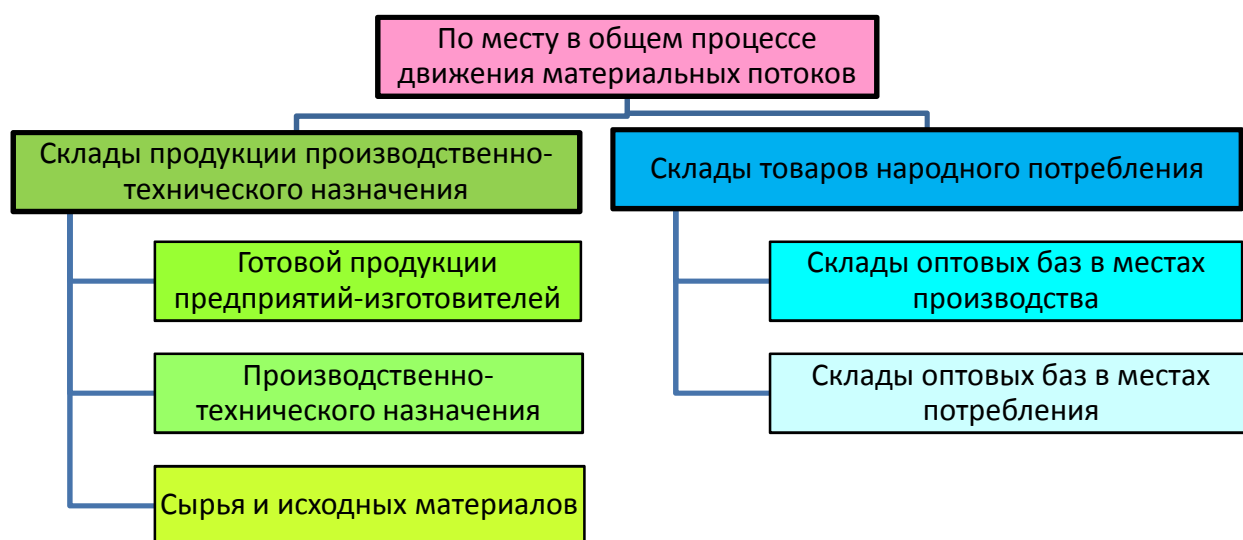 По месту в общем процессе
движения материальных потоков
Склады продукции производственно-
технического назначения
Склады товаров народного потребления
Готовой продукции
предприятий-изготовителей
Производственно-
технического назначения
Сырья и исходных материалов
Склады оптовых баз в местах
производства
Склады оптовых баз в местах
потребления